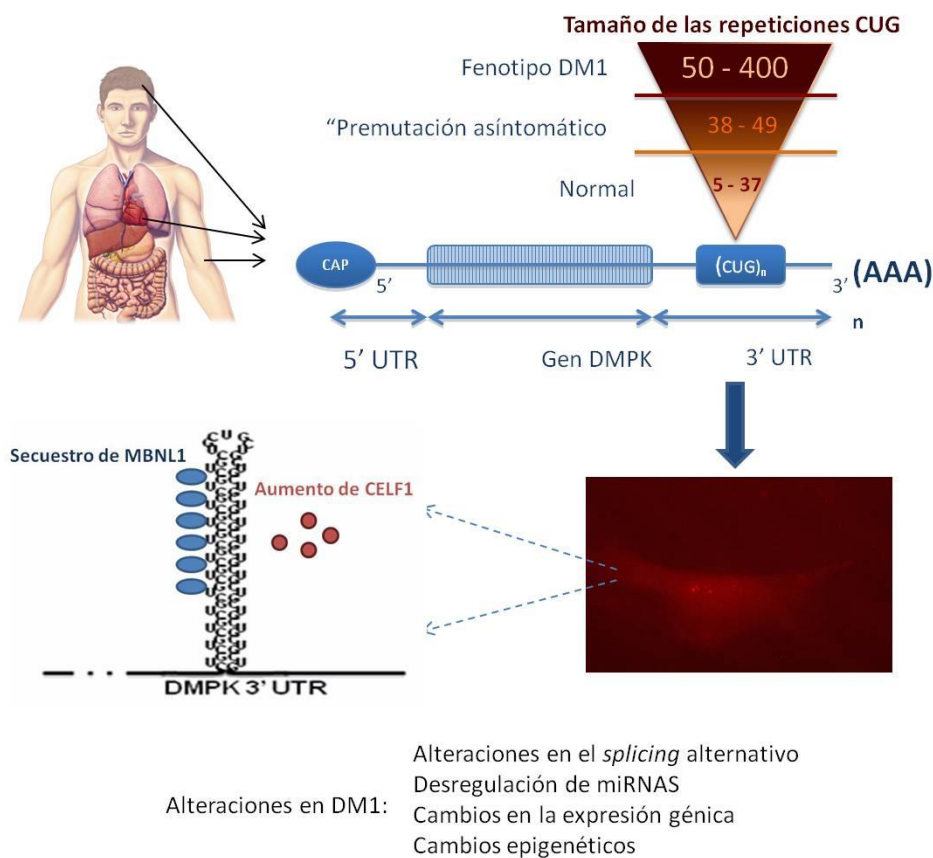 Tamaño de las repeticiones CUG
Fenotipo DM1
50 - 400
“Premutación asíntomático
38 - 49
Normal
5 - 37
CAP
5’
(CUG)n
3’
(AAA)
n
5’ UTR
Gen DMPK
3’ UTR
Secuestro de MBNL1
Aumento de CELF1
DMPK 3' UTR
Alteraciones en DM1:
Alteraciones en el splicing alternativo
Desregulación de miRNAS
Cambios en la expresión génica
Cambios epigenéticos